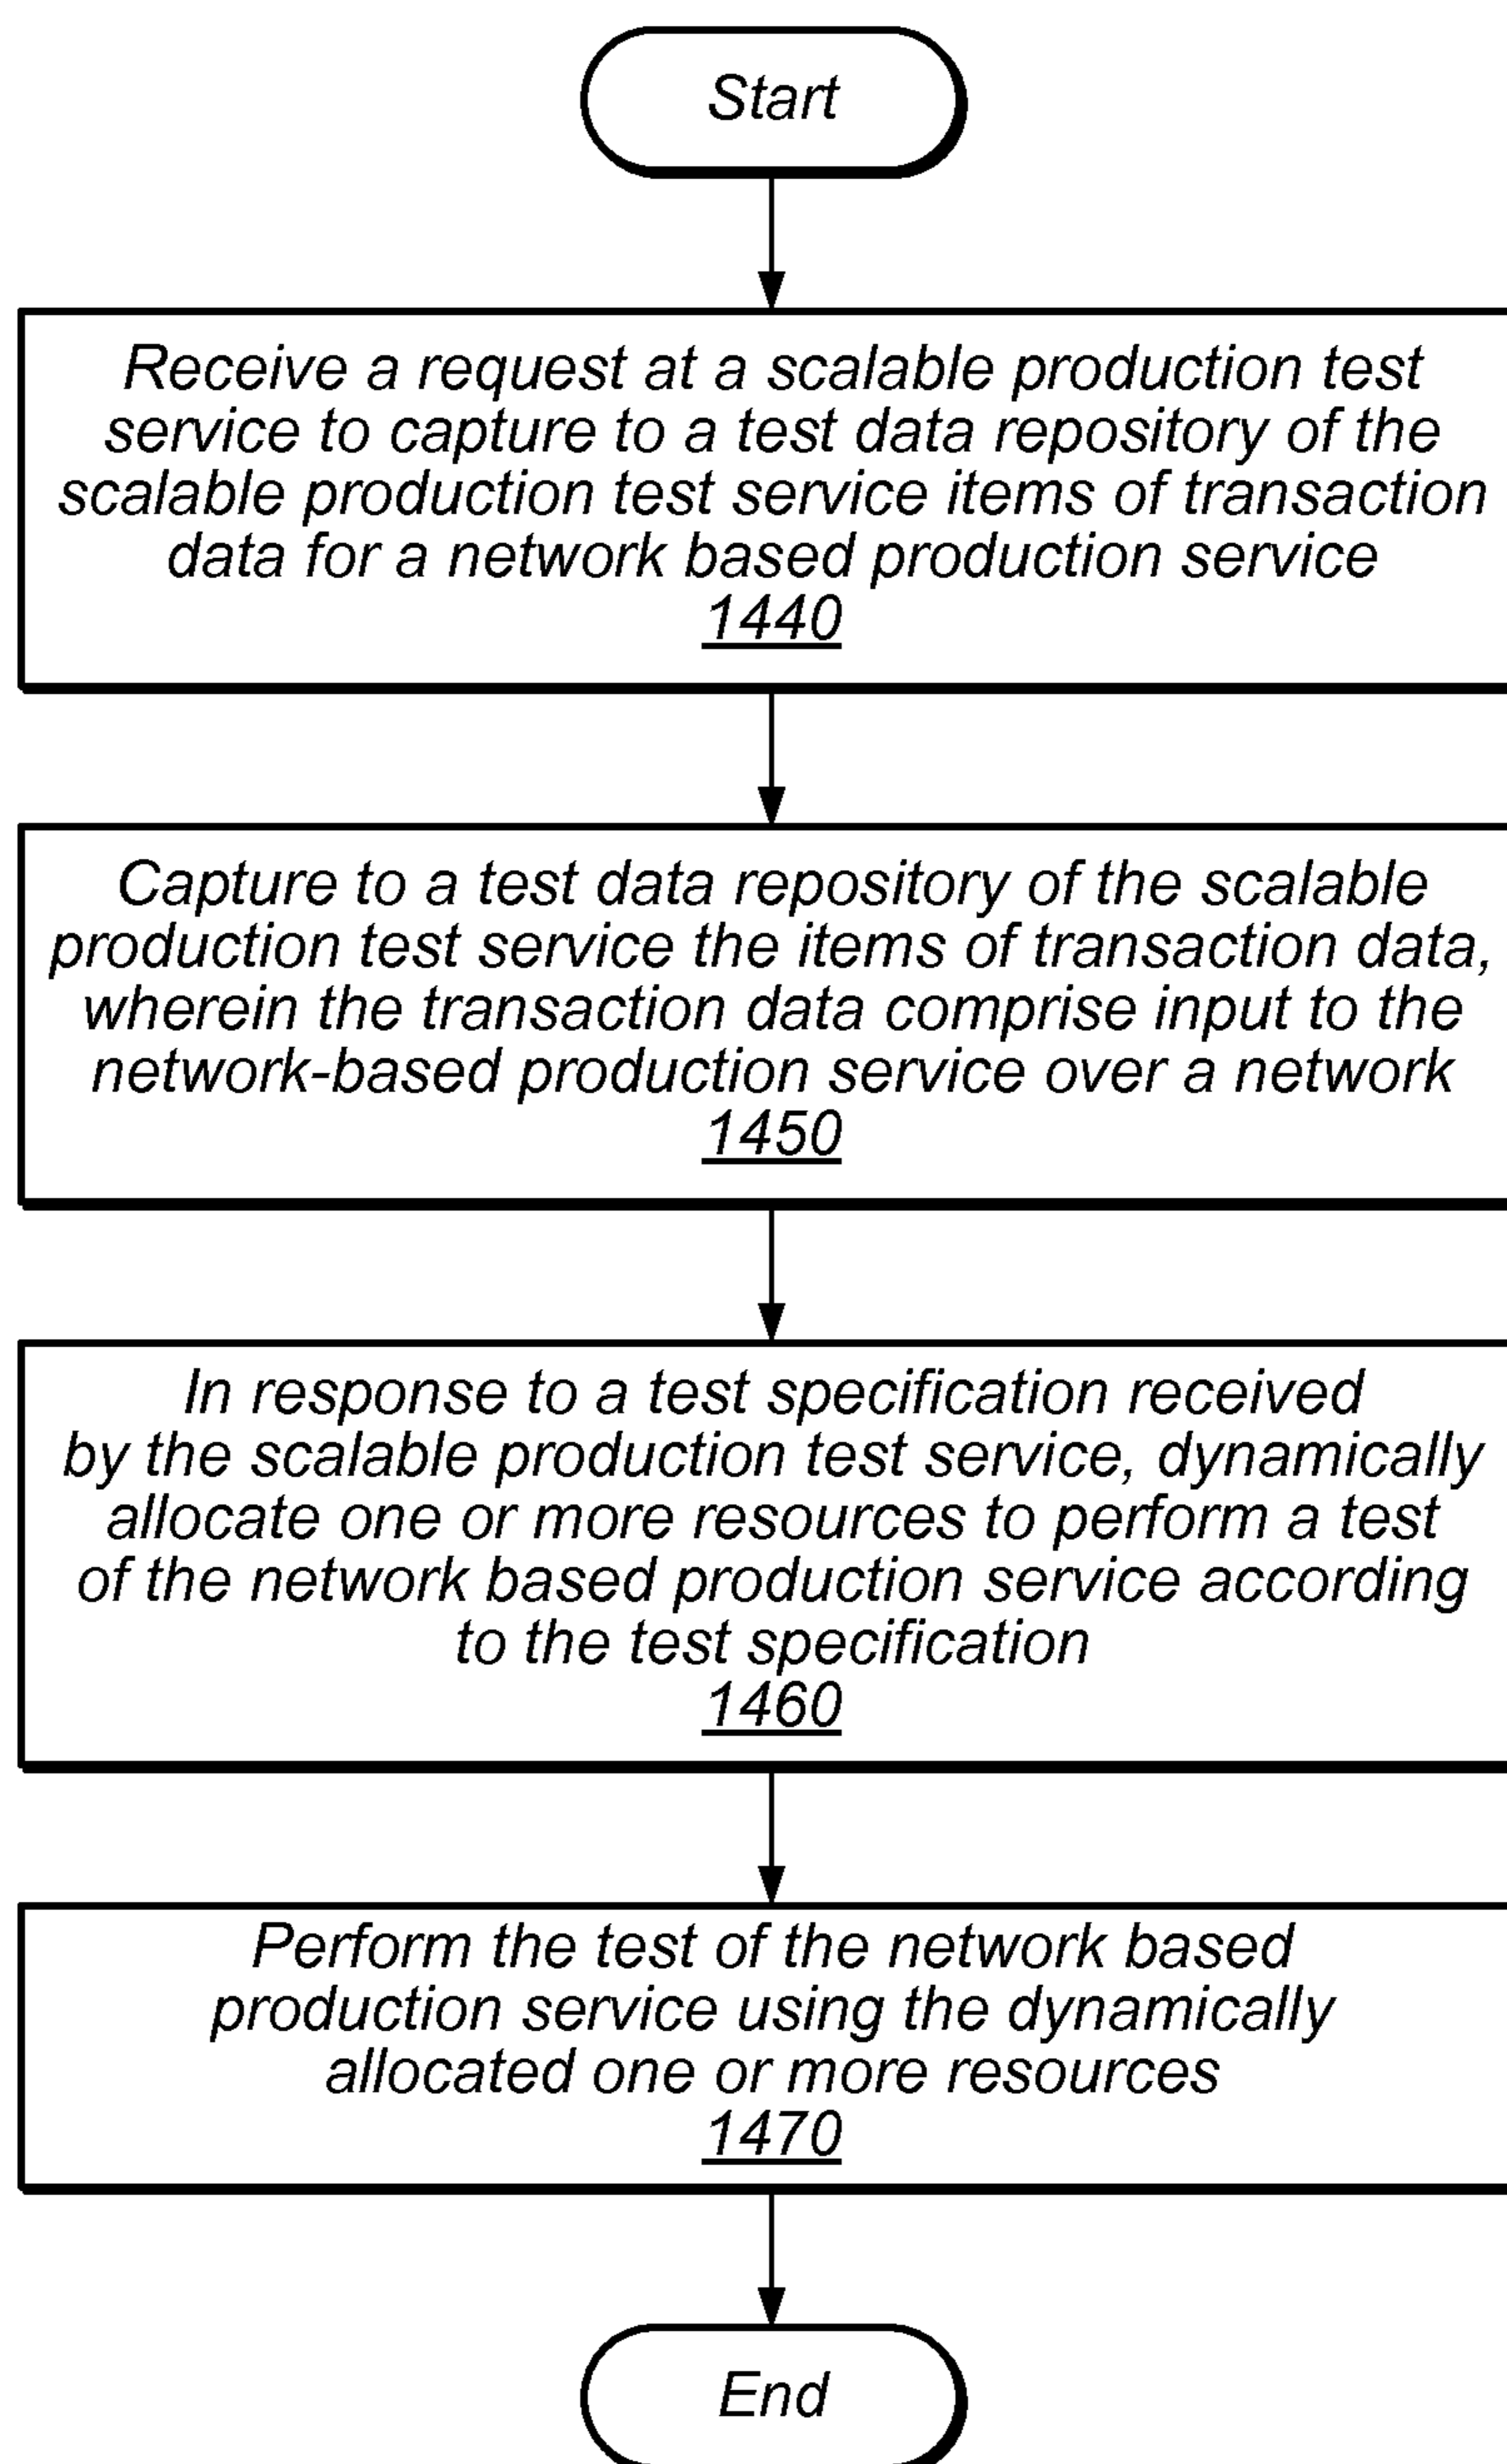 Start
Receive a request at a scalable production test
service to capture to a test data repository of the
scalable production test service items of transaction
data for a network based production service
1440
Capture to a test data repository of the scalable
production test service the items of transaction data,
wherein the transaction data comprise input to the
network-based production service over a network
1450
In response to a test specification received
by the scalable production test service, dynamically
allocate one or more resources to perform a test
of the network based production service according
to the test specification
1460
Perform the test of the network based
production service using the dynamically
allocated one or more resources
1470
End